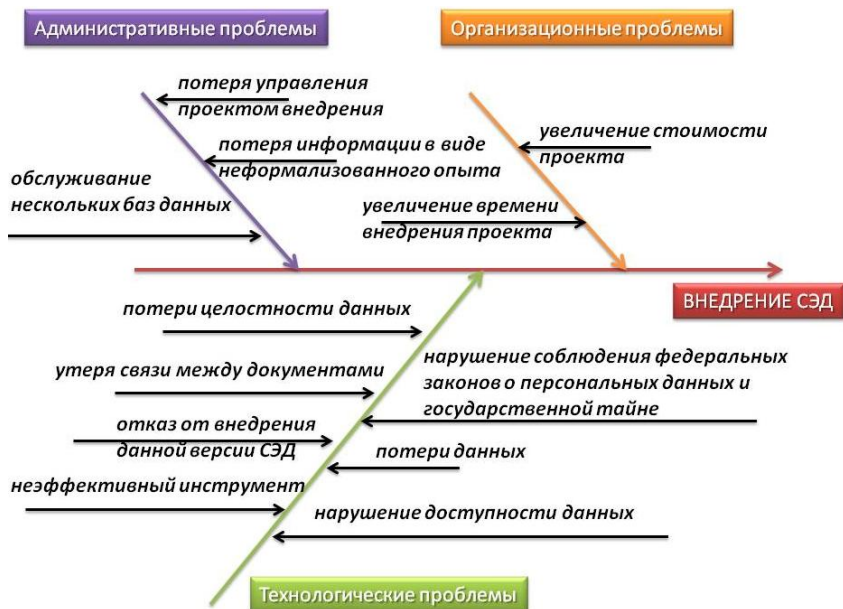 Административные проблемы
Организационные проблемы
потеря управления
проектом внедрения
потеря информации в виде
неформализованного опыта
обслуживание
нескольких баз данных
увеличение стоимости
проекта
увеличение времени
внедрения проекта
ВНЕДРЕНИЕ СЭД
потери целостности данных
утеря связи между документами
отказ от внедрения
данной версии СЭД
неэффективный инструмент
нарушение соблюдения федеральных
законов о персональных данных и
государственной тайне
потери данных
нарушение доступности данных
Технологические проблемы